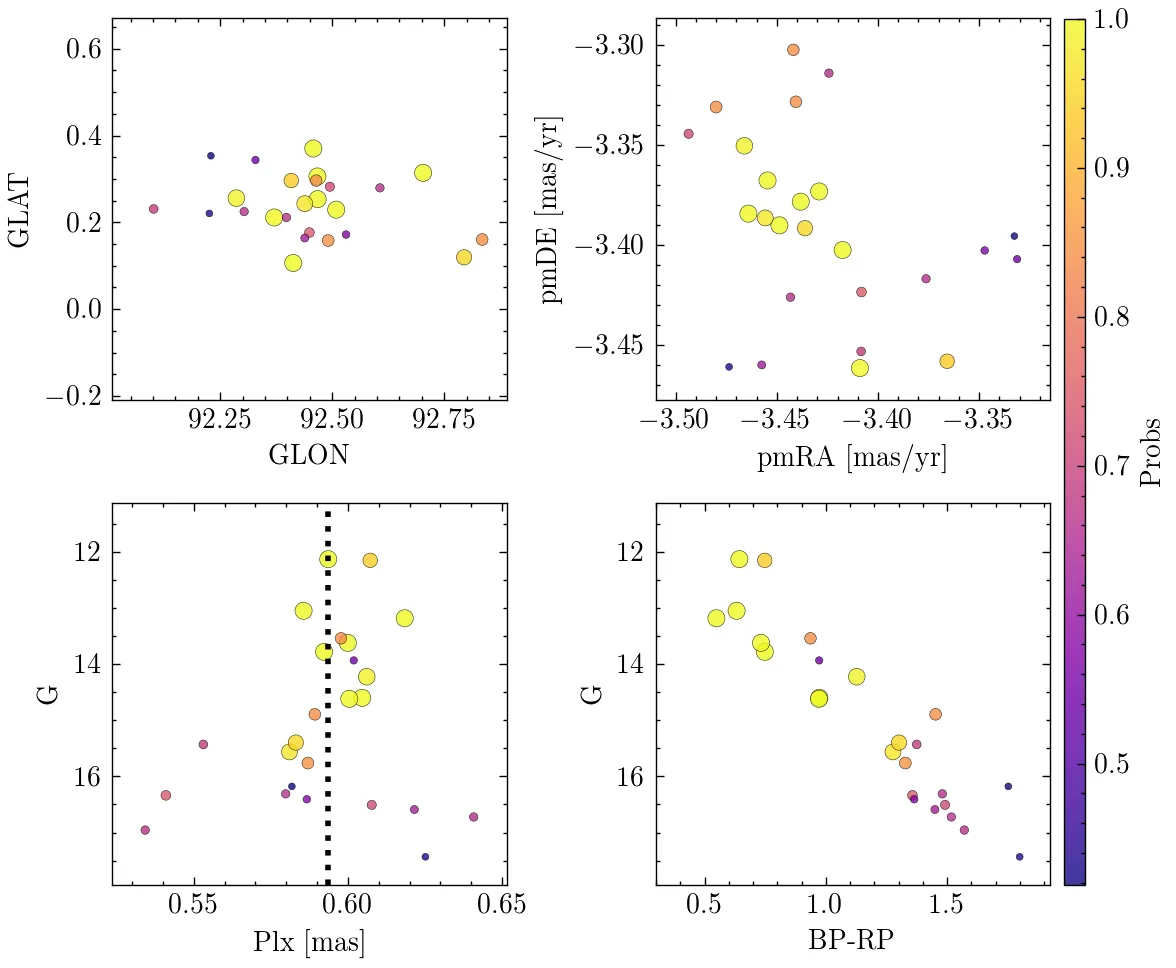 0.6
0.4
0.2
0.0
−0.2
GLAT
92.25 92.50 92.75
GLON
−3.30
−3.35
−3.40
−3.45
pmDE [mas/yr]
−3.50 −3.45 −3.40 −3.35
pmRA [mas/yr]
12
14
16
G
0.55 0.60 0.65
Plx [mas]
12
14
16
G
0.5 1.0 1.5
BP-RP
1.0
0.9
0.8
0.7
0.6
0.5
Probs